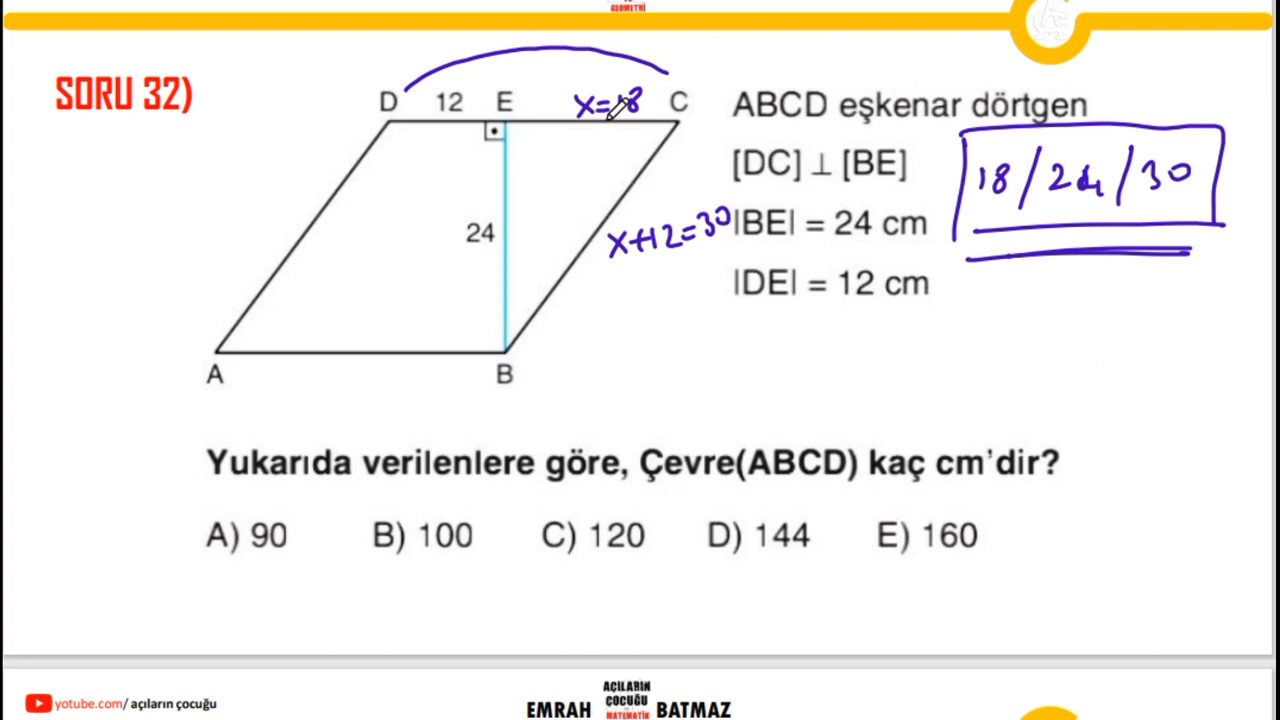 GEOMETRİ
SORU 32)
D 12 E x=18 C
ABCD eşkenar dörtgen
[DC] ⊥ [BE]
18/24/30
24
x+12=30
|BE| = 24 cm
|DE| = 12 cm
A B
Yukarıda verilenlere göre, Çevre(ABCD) kaç cm'dir?
A) 90 B) 100 C) 120 D) 144 E) 160
yotube.com/ açıların çocuğu
EMRAH AÇILARIN ÇOCUĞU MATEMATİK BATMAZ